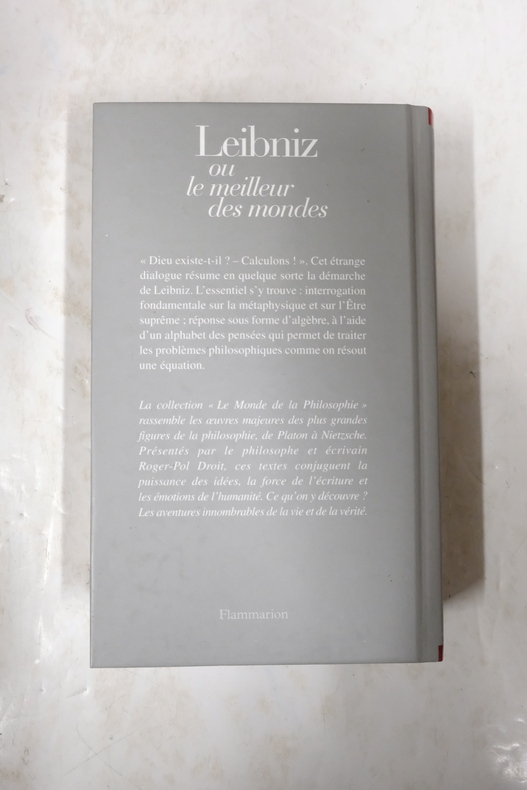 Leibniz
ou
le meilleur
des mondes
« Dieu existe-t-il ? – Calculons ! ». Cet étrange
dialogue résume en quelque sorte la démarche
de Leibniz. L'essentiel s'y trouve : interrogation
fondamentale sur la métaphysique et sur l'Être
suprême ; réponse sous forme d'algèbre, à l'aide
d'un alphabet des pensées qui permet de traiter
les problèmes philosophiques comme on résout
une équation.
La collection « Le Monde de la Philosophie »
rassemble les œuvres majeures des plus grandes
figures de la philosophie, de Platon à Nietzsche.
Présentés par le philosophe et écrivain
Roger-Pol Droit, ces textes conjuguent la
puissance des idées, la force de l'écriture et
les émotions de l'humanité. Ce qu'on y découvre ?
Les aventures innombrables de la vie et de la vérité.
Flammarion